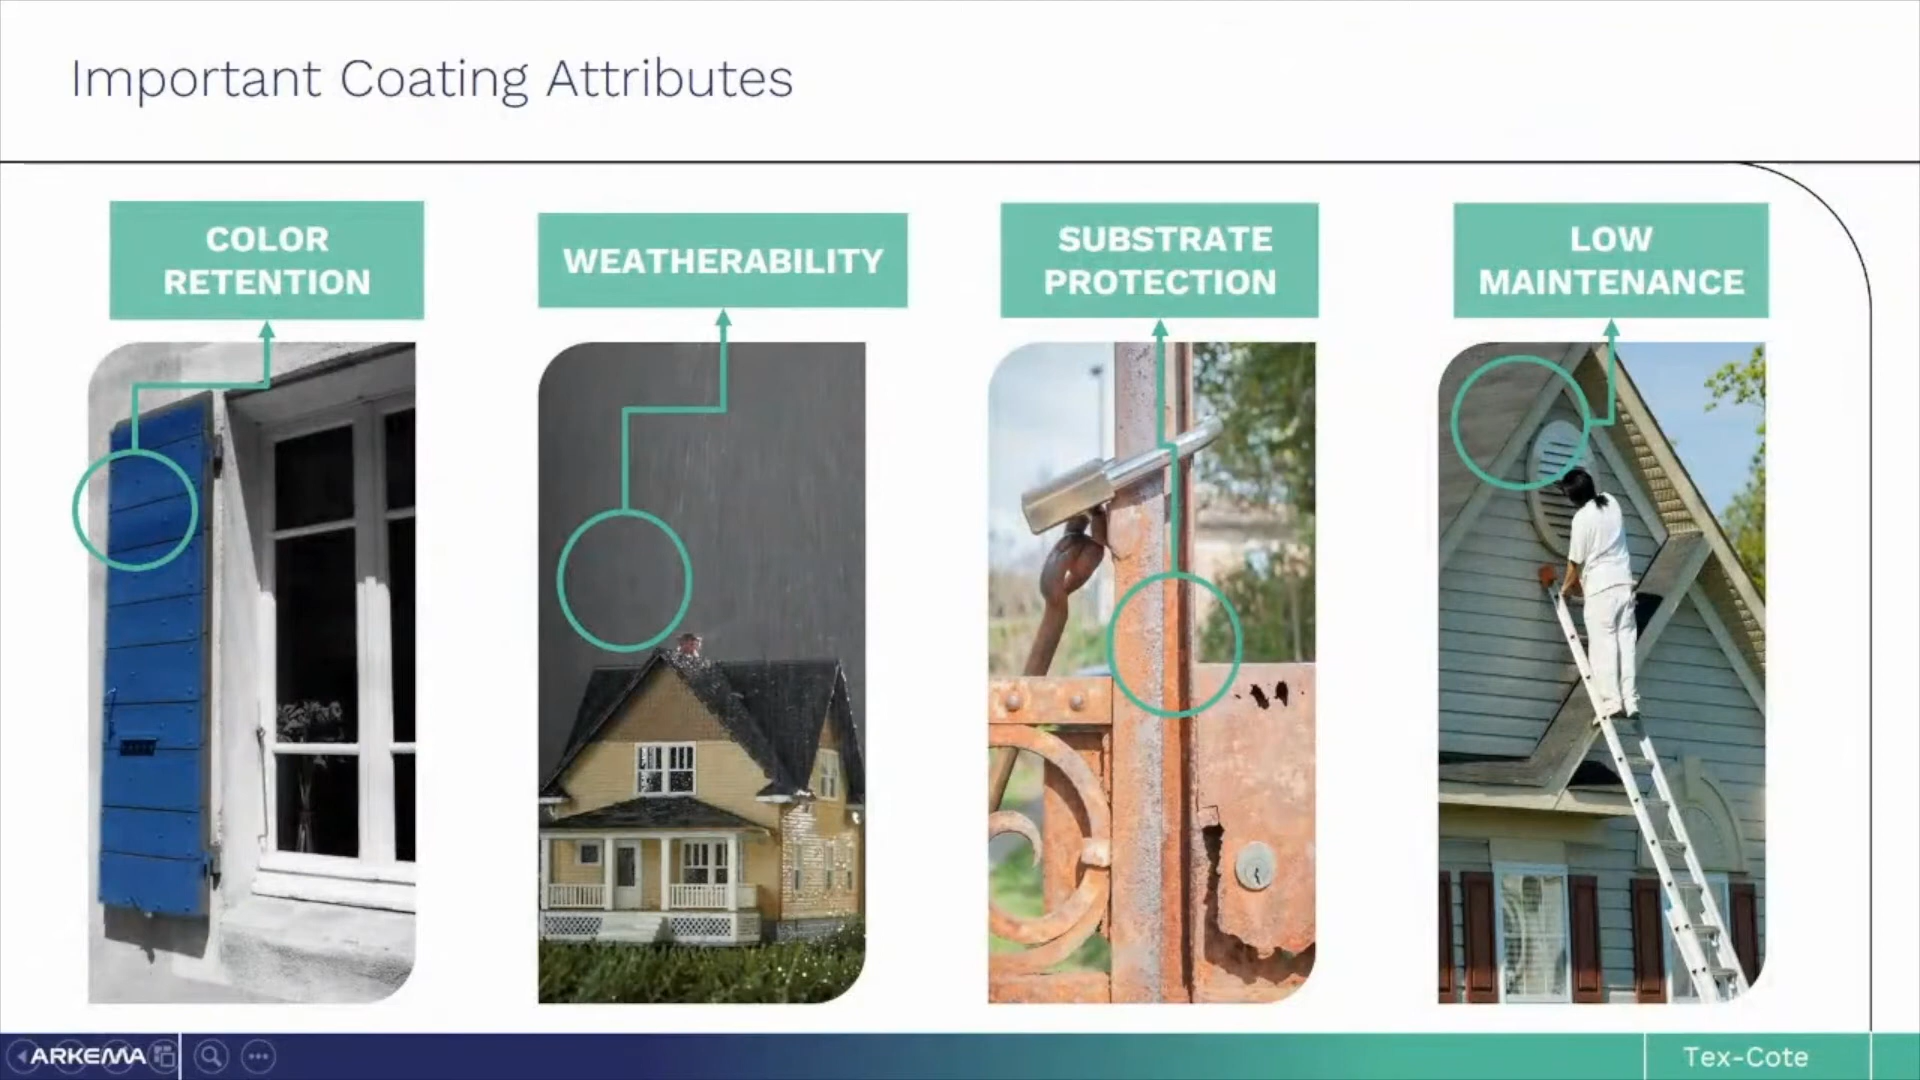 Important Coating Attributes
COLOR
RETENTION
WEATHERABILITY
SUBSTRATE
PROTECTION
LOW
MAINTENANCE
ARKEMA
Tex-Cote